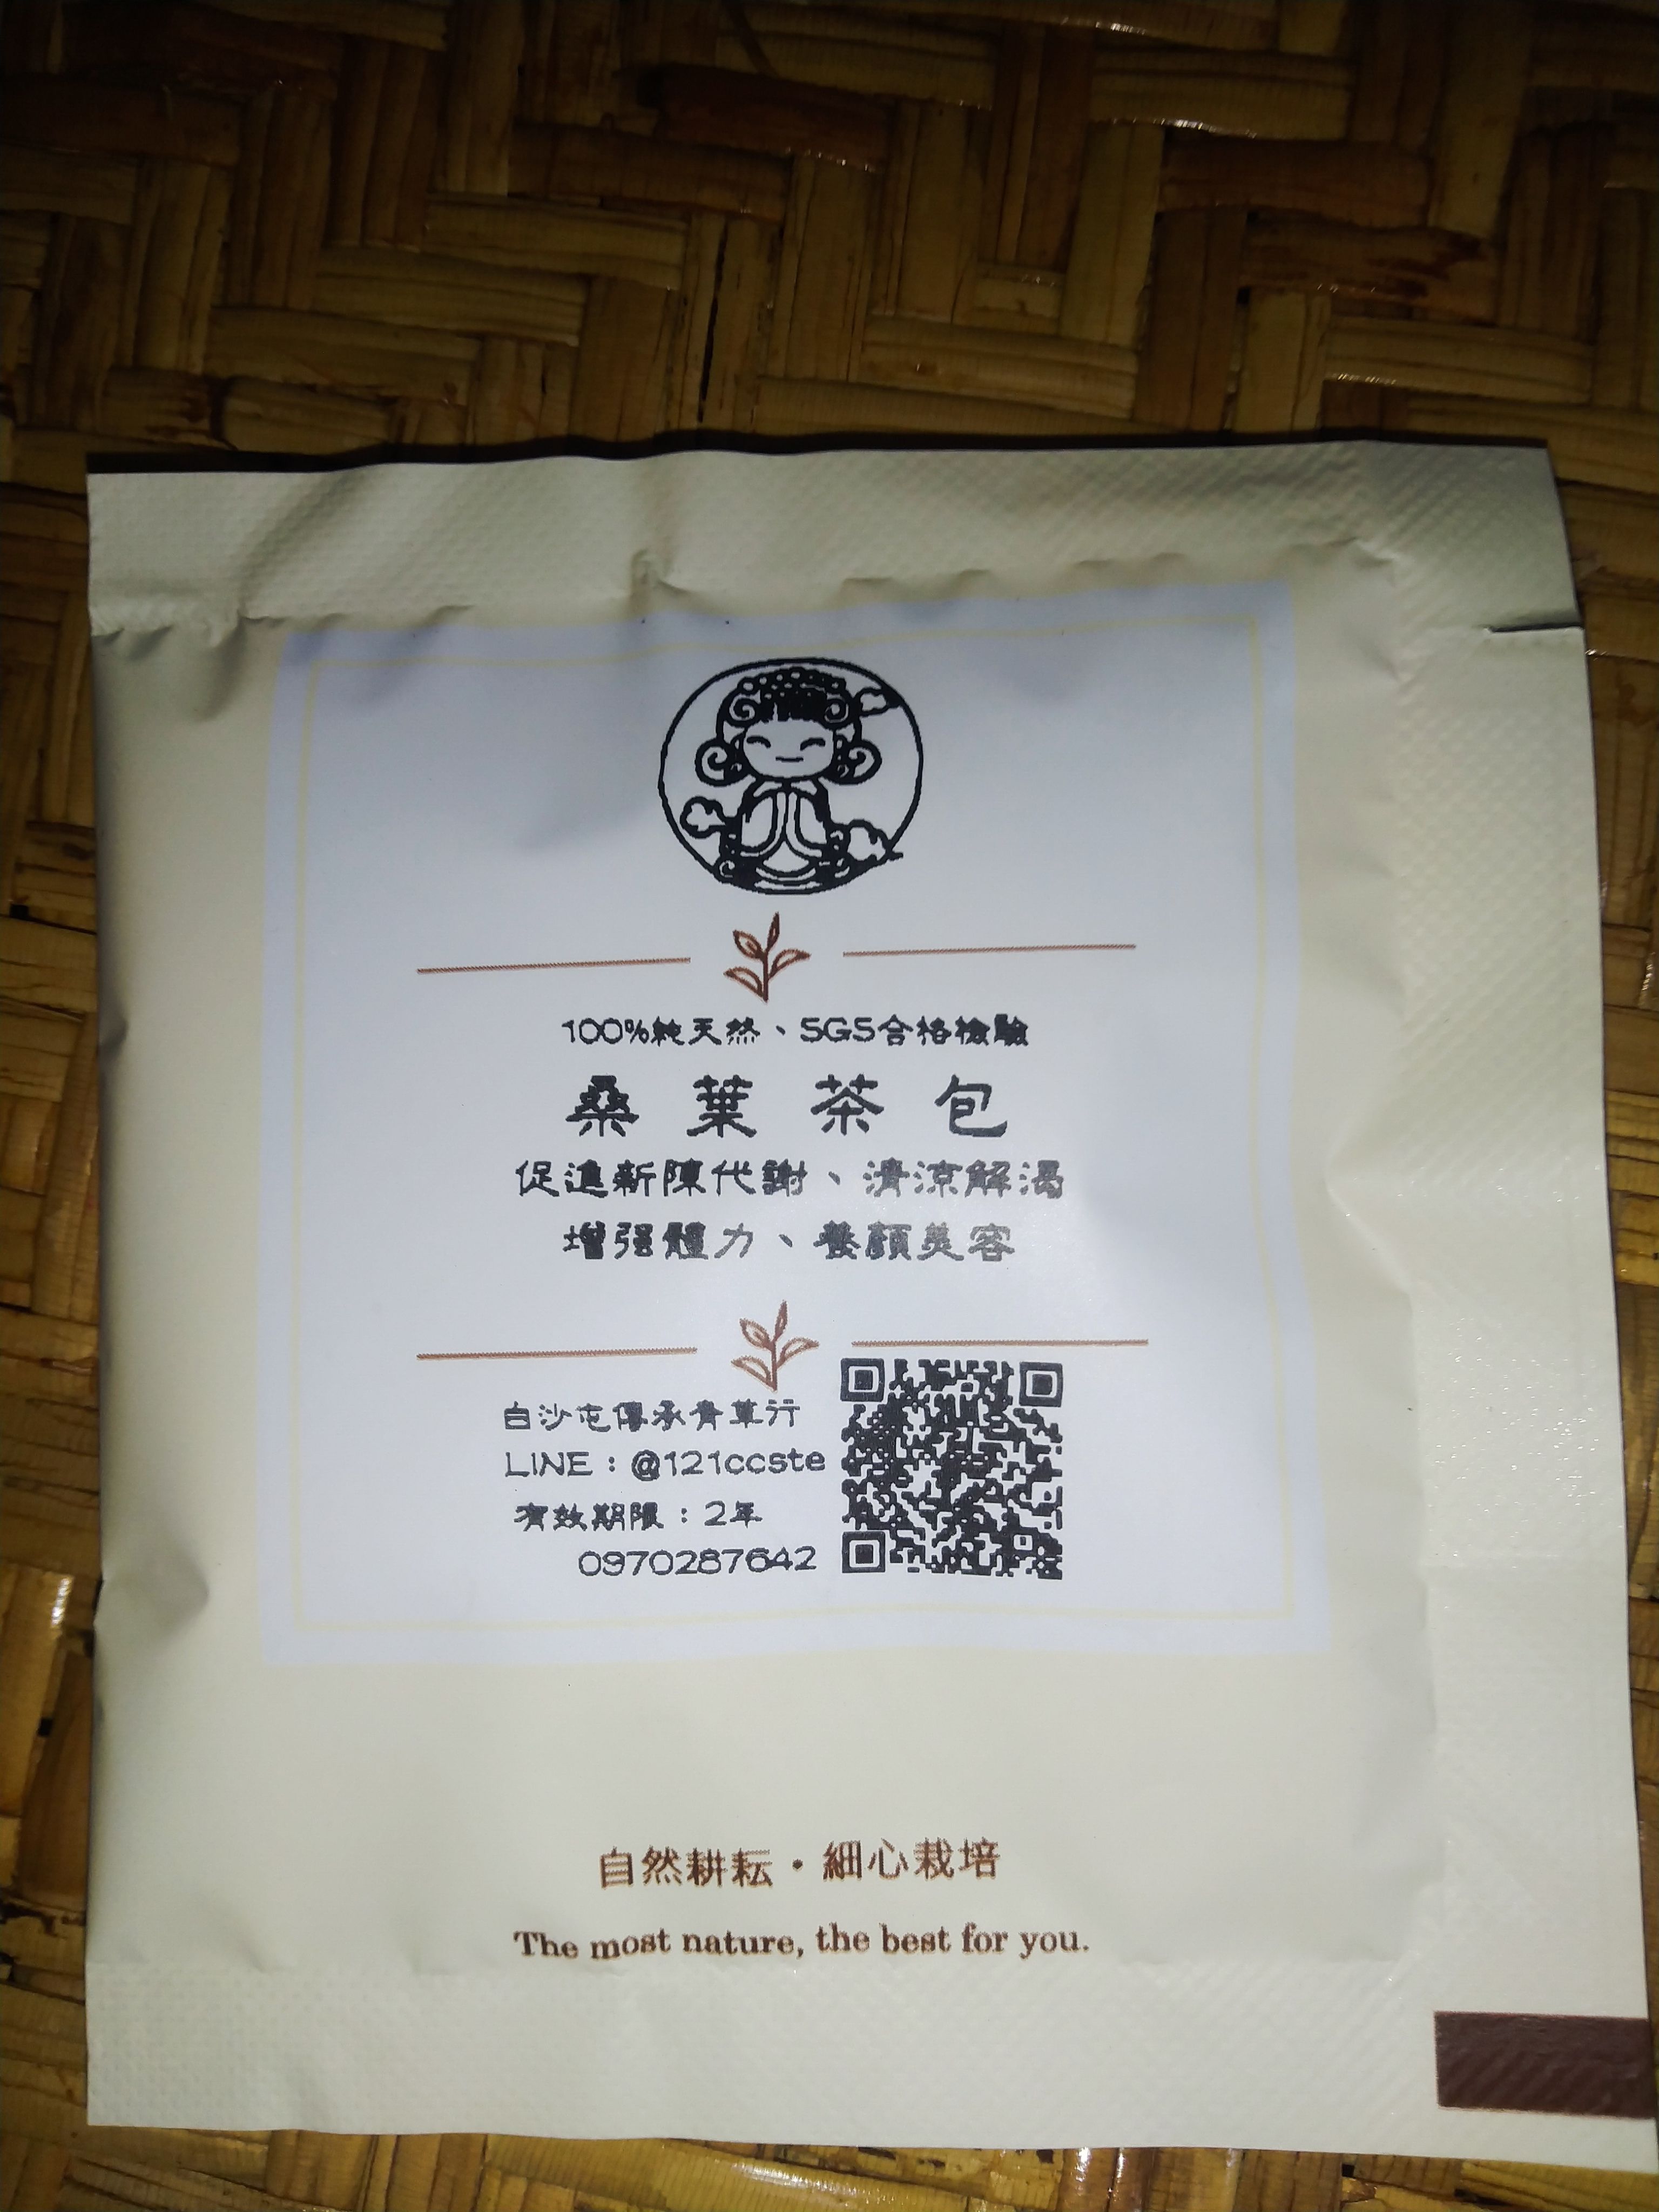 100%純天然、SGS合格檢驗
桑葉茶包
促進新陳代謝、清涼解渴
增强體力、養顏美容
白沙屯傳承青草行
LINE：@121ccste
有效期限：2年
0970287642
自然耕耘・細心栽培
The most nature, the best for you.